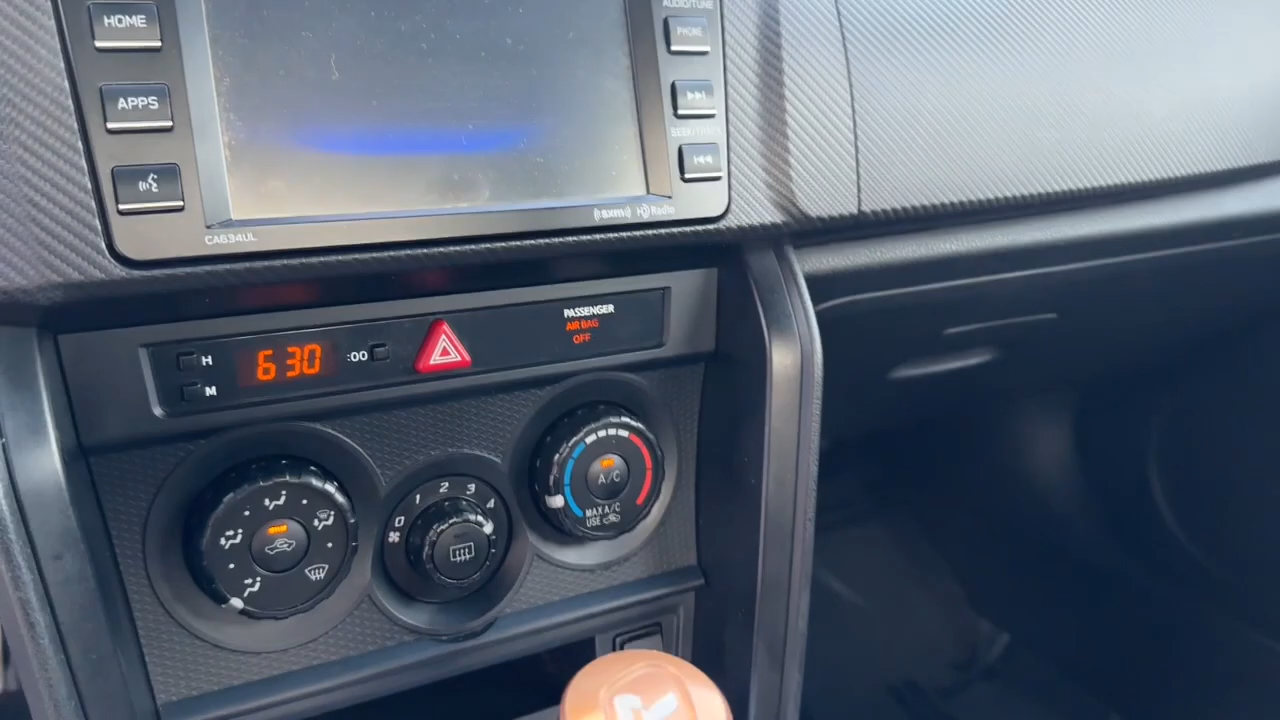 HOME
AUDIO/TUNE
PHONE
APPS
SEEK/TRACK
CA634UL
((SiriusXM)) HD Radio
H
6 30
:00
M
PASSENGER
AIR BAG
OFF
0 1 2 3 4
A/C
MAX A/C
USE